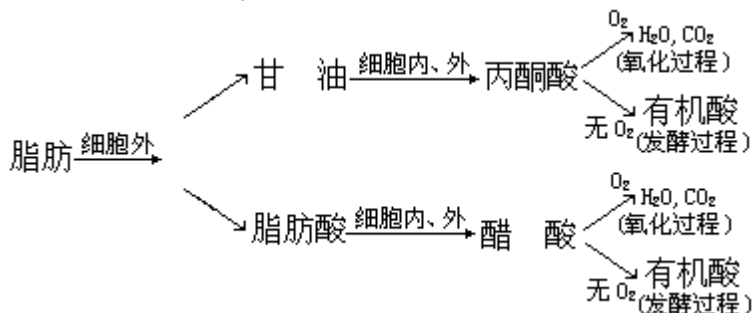 O₂ H₂O, CO₂
(氧化过程)
甘 油 细胞内、外 丙酮酸
有机酸
无 O₂ (发酵过程)
脂肪 细胞外
O₂ H₂O, CO₂
(氧化过程)
脂肪酸 细胞内、外 醋 酸
有机酸
无 O₂ (发酵过程)